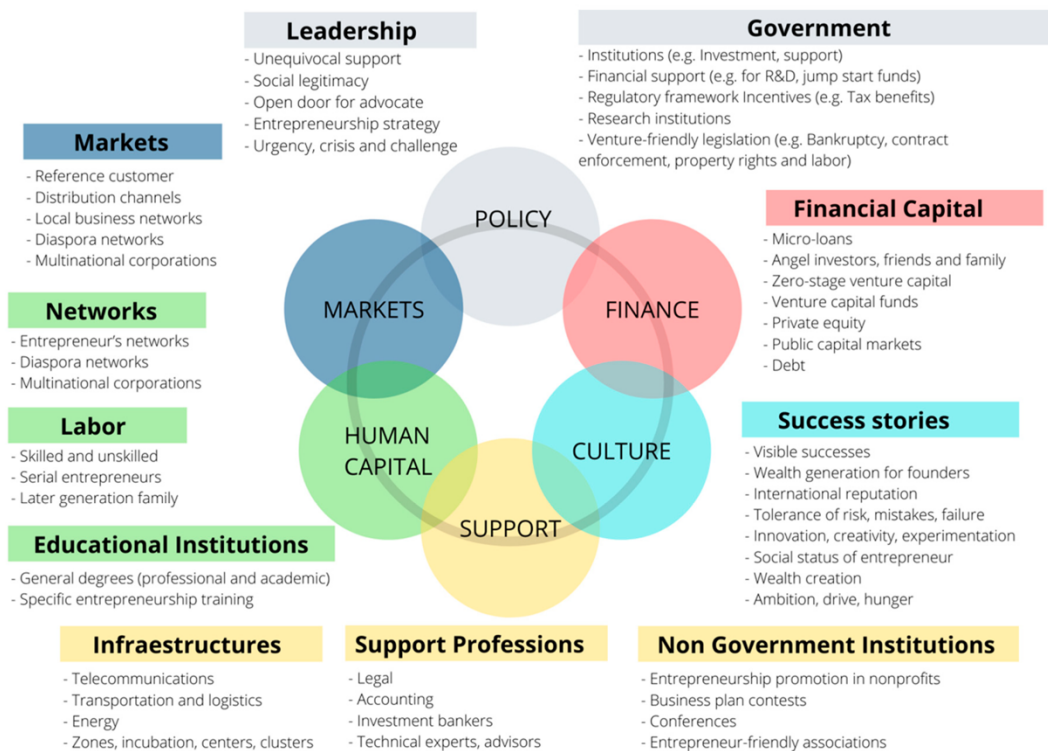 Leadership
- Unequivocal support
- Social legitimacy
- Open door for advocate
- Entrepreneurship strategy
- Urgency, crisis and challenge
Government
- Institutions (e.g. Investment, support)
- Financial support (e.g. for R&D, jump start funds)
- Regulatory framework Incentives (e.g. Tax benefits)
- Research institutions
- Venture-friendly legislation (e.g. Bankruptcy, contract
enforcement, property rights and labor)
Markets
- Reference customer
- Distribution channels
- Local business networks
- Diaspora networks
- Multinational corporations
POLICY
MARKETS
FINANCE
HUMAN
CAPITAL
CULTURE
SUPPORT
Financial Capital
- Micro-loans
- Angel investors, friends and family
- Zero-stage venture capital
- Venture capital funds
- Private equity
- Public capital markets
- Debt
Networks
- Entrepreneur's networks
- Diaspora networks
- Multinational corporations
Labor
- Skilled and unskilled
- Serial entrepreneurs
- Later generation family
Success stories
- Visible successes
- Wealth generation for founders
- International reputation
- Tolerance of risk, mistakes, failure
- Innovation, creativity, experimentation
- Social status of entrepreneur
- Wealth creation
- Ambition, drive, hunger
Educational Institutions
- General degrees (professional and academic)
- Specific entrepreneurship training
Infraestructures
- Telecommunications
- Transportation and logistics
- Energy
- Zones, incubation, centers, clusters
Support Professions
- Legal
- Accounting
- Investment bankers
- Technical experts, advisors
Non Government Institutions
- Entrepreneurship promotion in nonprofits
- Business plan contests
- Conferences
- Entrepreneur-friendly associations